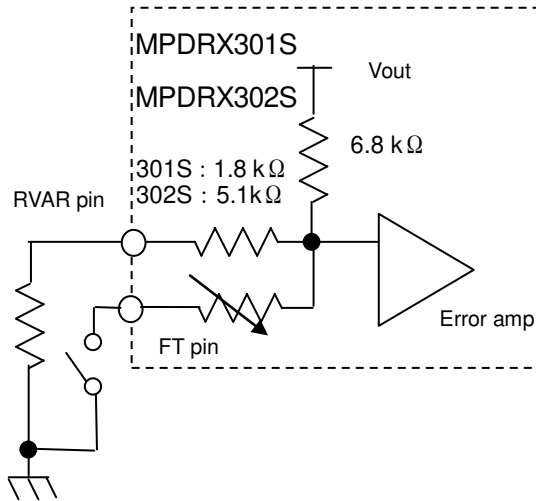 MPDRX301S
Vout
MPDRX302S
6.8 kΩ
301S : 1.8 kΩ
302S : 5.1kΩ
RVAR pin
FT pin
Error amp